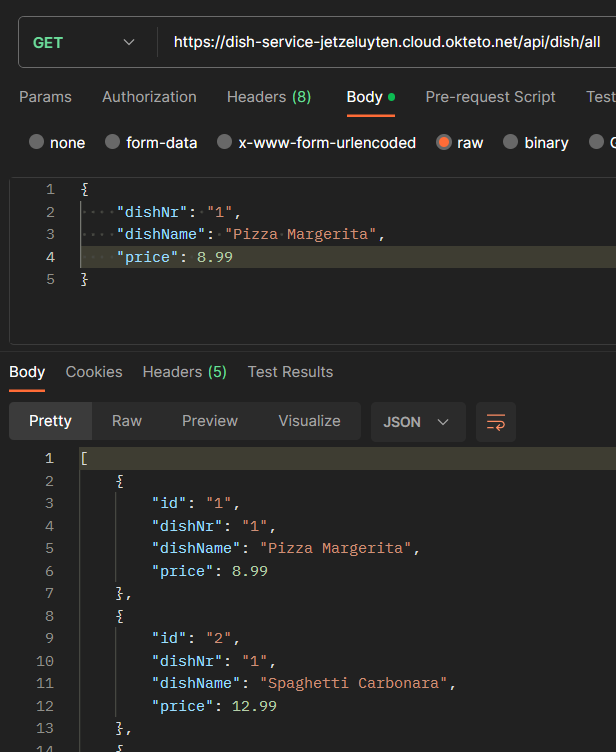 GET https://dish-service-jetzeluyten.cloud.okteto.net/api/dish/all
Params Authorization Headers (8) Body Pre-request Script Test
none form-data x-www-form-urlencoded raw binary
1 {
2 "dishNr": "1",
3 "dishName": "Pizza Margerita",
4 "price": 8.99
5 }
Body Cookies Headers (5) Test Results
Pretty Raw Preview Visualize JSON
1 [
2 {
3 "id": "1",
4 "dishNr": "1",
5 "dishName": "Pizza Margerita",
6 "price": 8.99
7 },
8 {
9 "id": "2",
10 "dishNr": "1",
11 "dishName": "Spaghetti Carbonara",
12 "price": 12.99
13 },
14 {